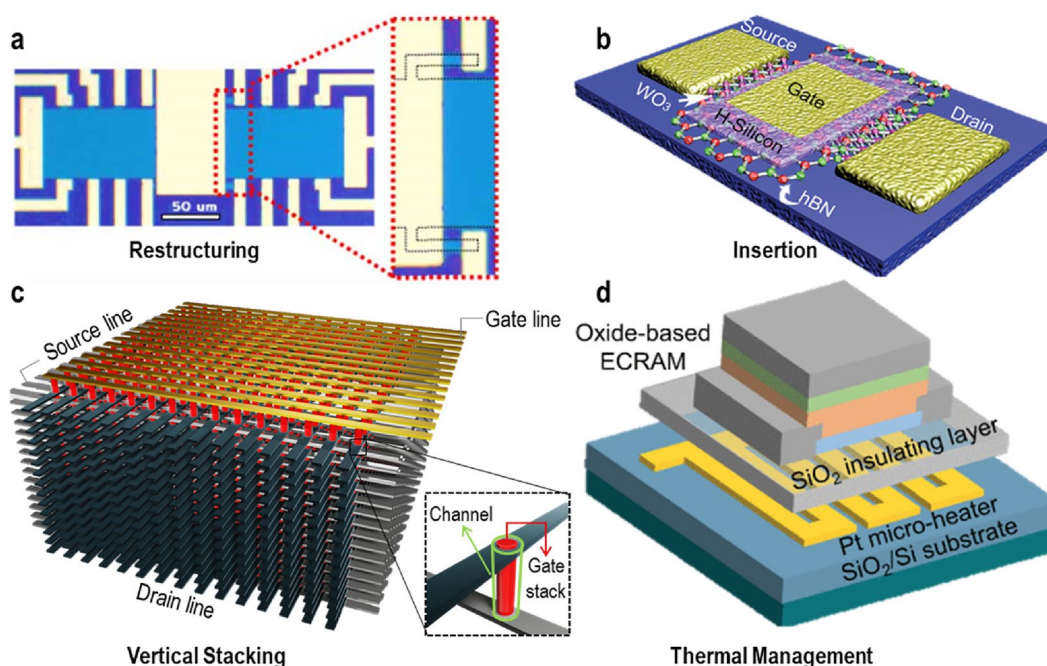 a
50 um
Restructuring
b
Source
WO₃
Gate
H-Silicon
Drain
hBN
Insertion
c
Source line
Gate line
Channel
Gate
stack
Drain line
Vertical Stacking
d
Oxide-based
ECRAM
SiO₂ insulating layer
Pt micro-heater
SiO₂/Si substrate
Thermal Management